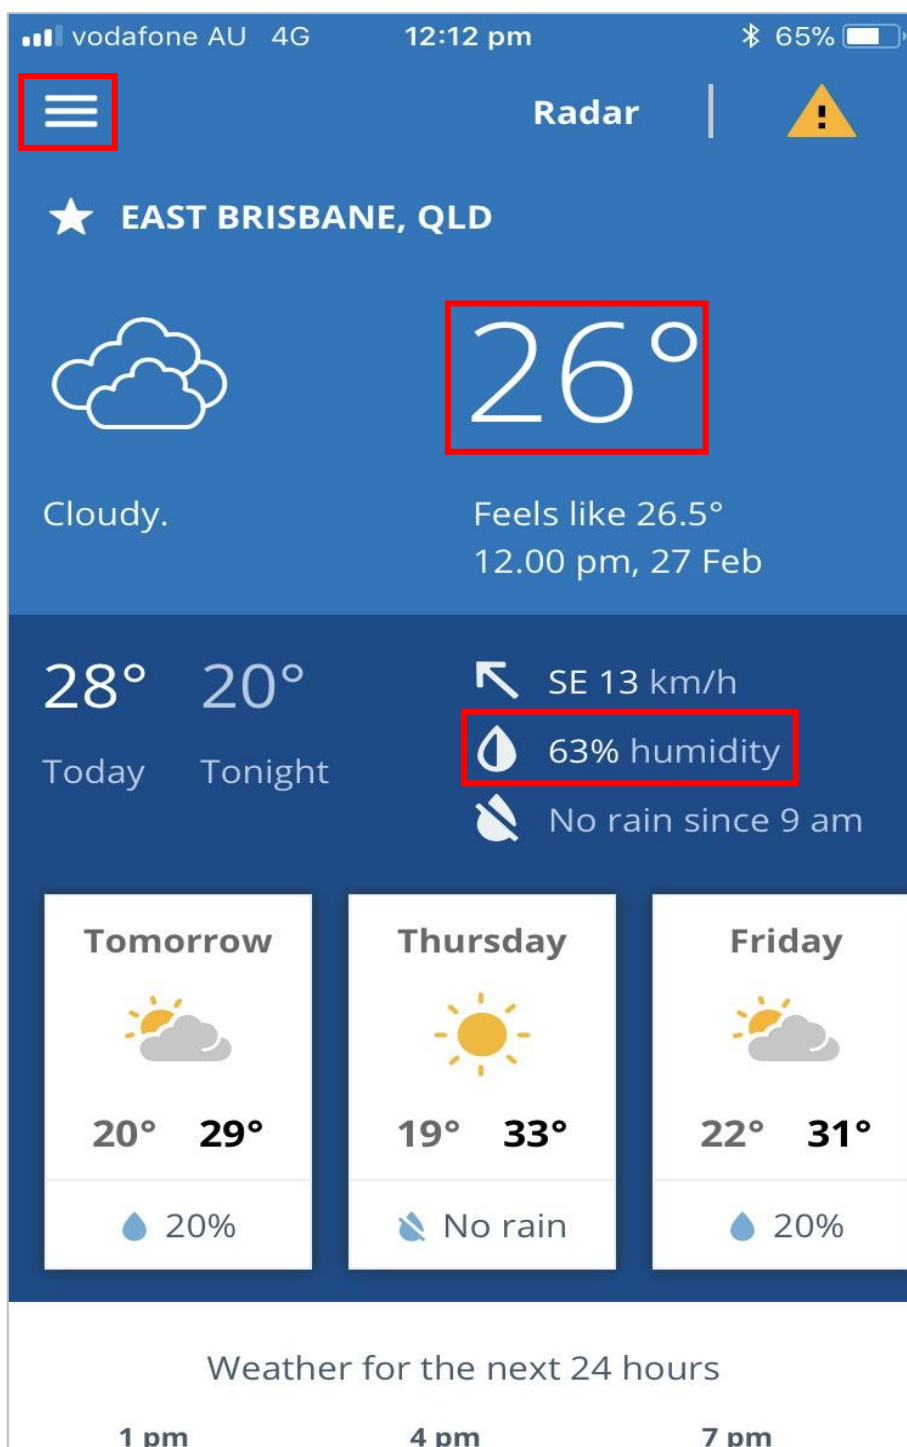 vodafone AU 4G 12:12 pm 65%
Radar
EAST BRISBANE, QLD
26°
Cloudy.
Feels like 26.5°
12.00 pm, 27 Feb
28° 20°
Today Tonight
SE 13 km/h
63% humidity
No rain since 9 am
Tomorrow
20° 29°
20%
Thursday
19° 33°
No rain
Friday
22° 31°
20%
Weather for the next 24 hours
1 pm 4 pm 7 pm